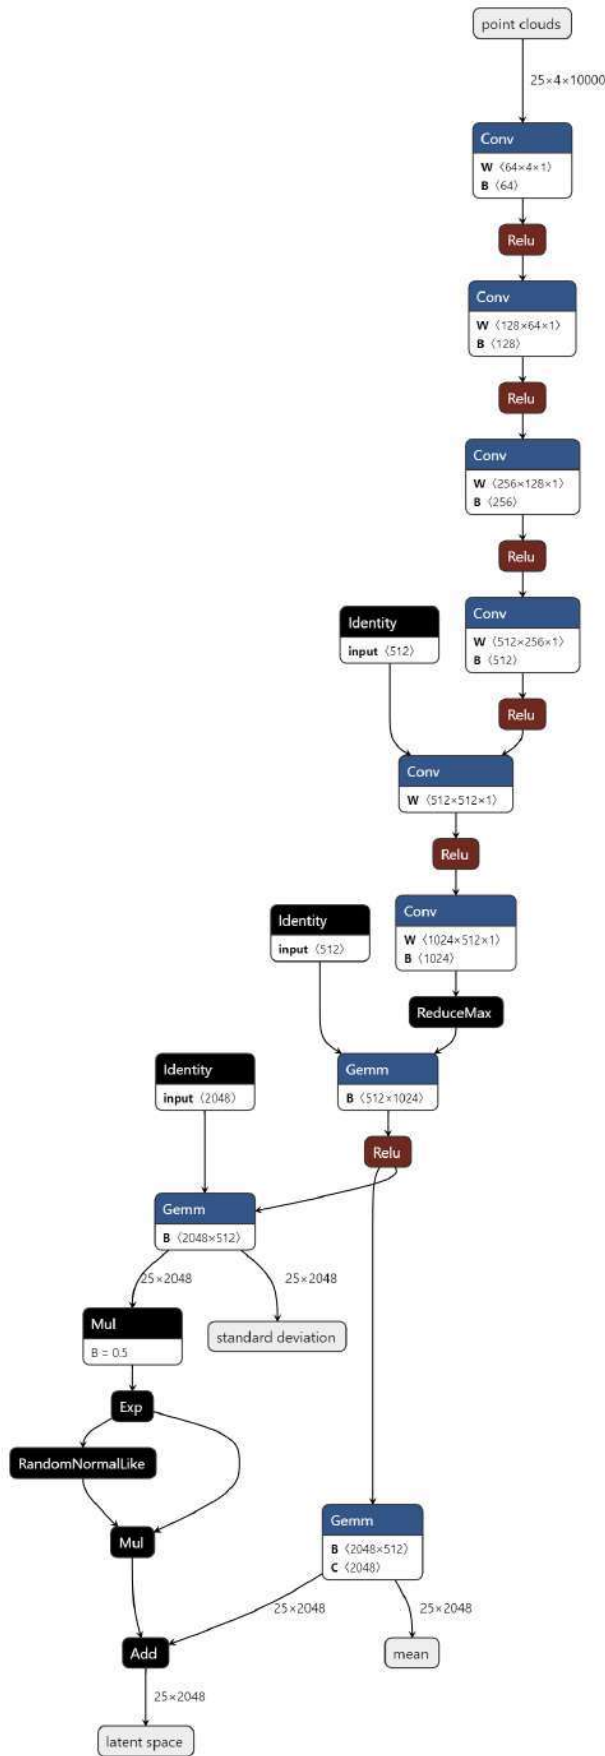 point clouds
25×4×10000
Conv
W ⟨64×4×1⟩
B ⟨64⟩
Relu
Conv
W ⟨128×64×1⟩
B ⟨128⟩
Relu
Conv
W ⟨256×128×1⟩
B ⟨256⟩
Relu
Conv
W ⟨512×256×1⟩
B ⟨512⟩
Identity
input ⟨512⟩
Relu
Conv
W ⟨512×512×1⟩
Relu
Conv
W ⟨1024×512×1⟩
B ⟨1024⟩
Identity
input ⟨512⟩
ReduceMax
Identity
input ⟨2048⟩
Gemm
B ⟨512×1024⟩
Relu
Gemm
B ⟨2048×512⟩
25×2048
25×2048
Mul
B = 0.5
standard deviation
Exp
RandomNormalLike
Mul
Gemm
B ⟨2048×512⟩
C ⟨2048⟩
25×2048
25×2048
Add
mean
25×2048
latent space